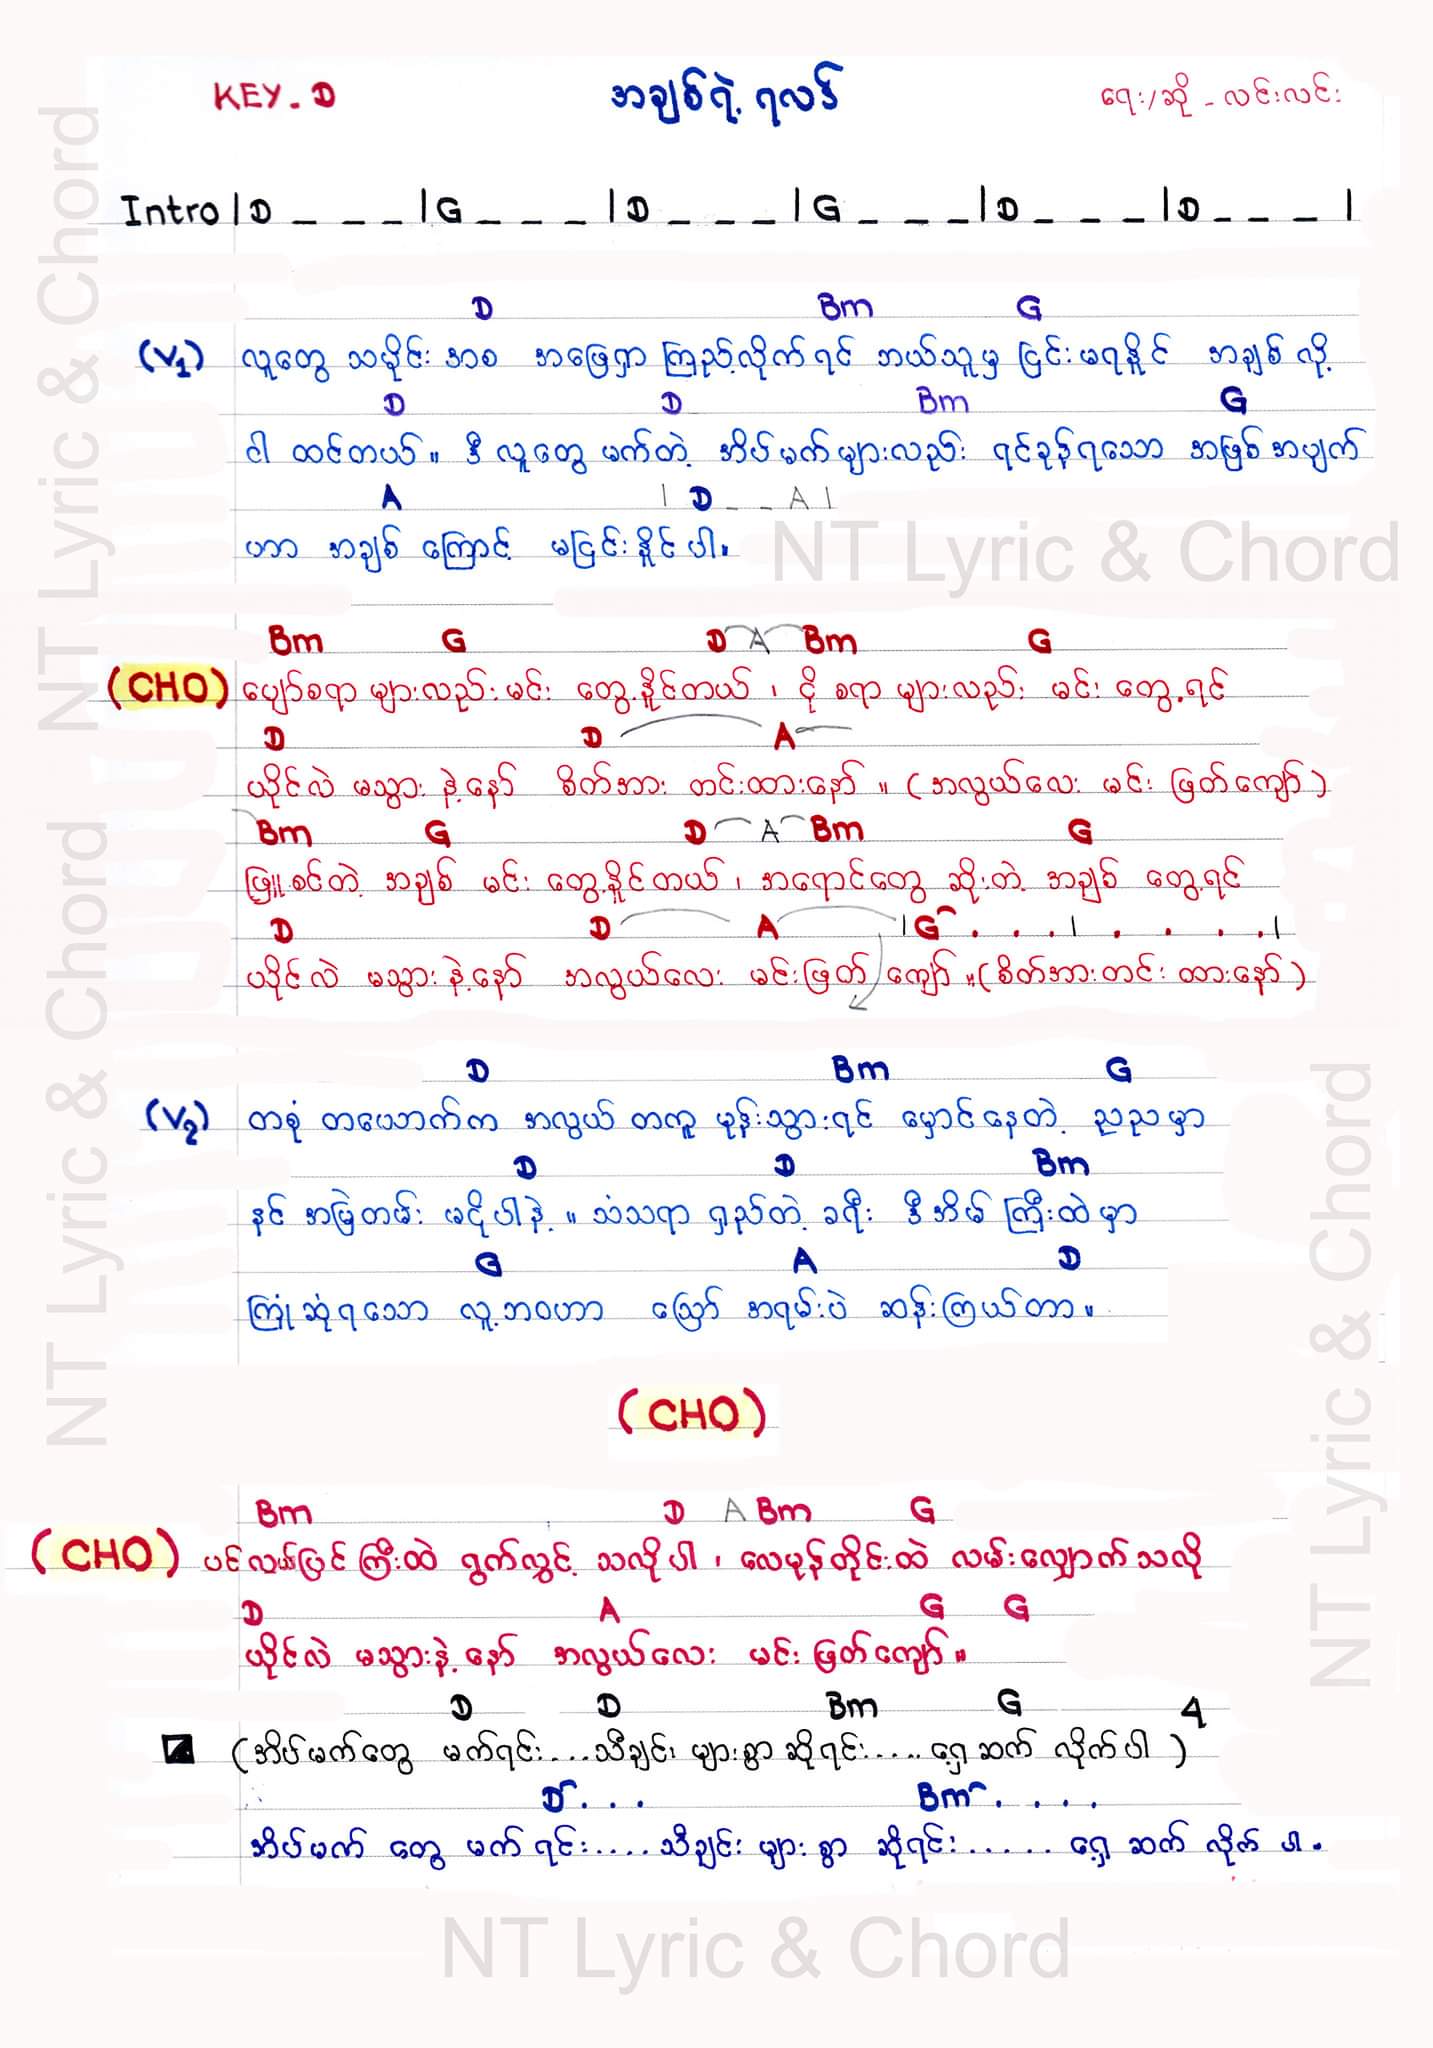 KEY - D
အချစ်ရဲ့ ရလဒ်
ရေး/ဆို - လင်းလင်း
Intro | D _ _ _ | G _ _ _ | D _ _ _ | G _ _ _ | D _ _ _ | D _ _ _ |
D Bm G
(V1) လူတွေ သမိုင်း အစ အဖြေရှာ ကြည့်လိုက်ရင် ဘယ်သူမှ ငြင်းမရနိုင် အချစ် လို့
D D Bm G
ငါ ထင်တယ်။ ဒီ လူတွေ မက်တဲ့ အိပ်မက်များလည်း ရင်ခုန်ရသော အဖြစ်အပျက်
A | D _ _ A |
ဟာ အချစ် ကြောင့် မငြင်းနိုင်ပါ။
NT Lyric & Chord
Bm G D A Bm G
(CHO) ပျော်စရာ များလည်း မင်း တွေ့နိုင်တယ် ၊ ငို စရာ များလည်း မင်း တွေ့ရင်
D D A
ယိုင်လဲ မသွား နဲ့နော် စိတ်အား တင်းထားနော် ။ (အလွယ်လေး မင်း ဖြတ်ကျော်)
Bm G D A Bm G
ဖြူစင်တဲ့ အချစ် မင်း တွေ့နိုင်တယ် ၊ အရောင်တွေ ဆိုးတဲ့ အချစ် တွေ့ရင်
D D A | G . . . | . . . . |
ယိုင်လဲ မသွားနဲ့နော် အလွယ်လေး မင်းဖြတ် ကျော် ။ (စိတ်အားတင်း ထားနော်)
D Bm G
(V2) တစုံ တယောက်က အလွယ် တကူ မုန်းသွားရင် မှောင်နေတဲ့ ညညမှာ
D D Bm
နင် အမြဲတမ်း မငိုပါနဲ့ ။ သံသရာ ရှည်တဲ့ ခရီး ဒီအိမ် ကြီးထဲမှာ
G A D
ကြုံဆုံရသော လူ့ဘဝဟာ ဪ အရမ်းပဲ ဆန်းကြယ်တာ ။
(CHO)
Bm D A Bm G
(CHO) ပင်လယ်ပြင်ကြီးထဲ ရွက်လွှင့် သလိုပါ ၊ လေမုန်တိုင်းထဲ လမ်းလျှောက်သလို
D A G G
ယိုင်လဲ မသွားနဲ့နော် အလွယ်လေး မင်းဖြတ်ကျော် ။
D D Bm G 4
(အိပ်မက်တွေ မက်ရင်း...သီချင်း များစွာဆိုရင်း.... ရှေ့ဆက် လိုက်ပါ)
D . . . Bm . . . .
အိပ်မက် တွေ မက် ရင်း....သီချင်း များ စွာ ဆိုရင်း..... ရှေ့ ဆက် လိုက် ပါ ။
NT Lyric & Chord
NT Lyric & Chord
NT Lyric & Chord
NT Lyric & Chord